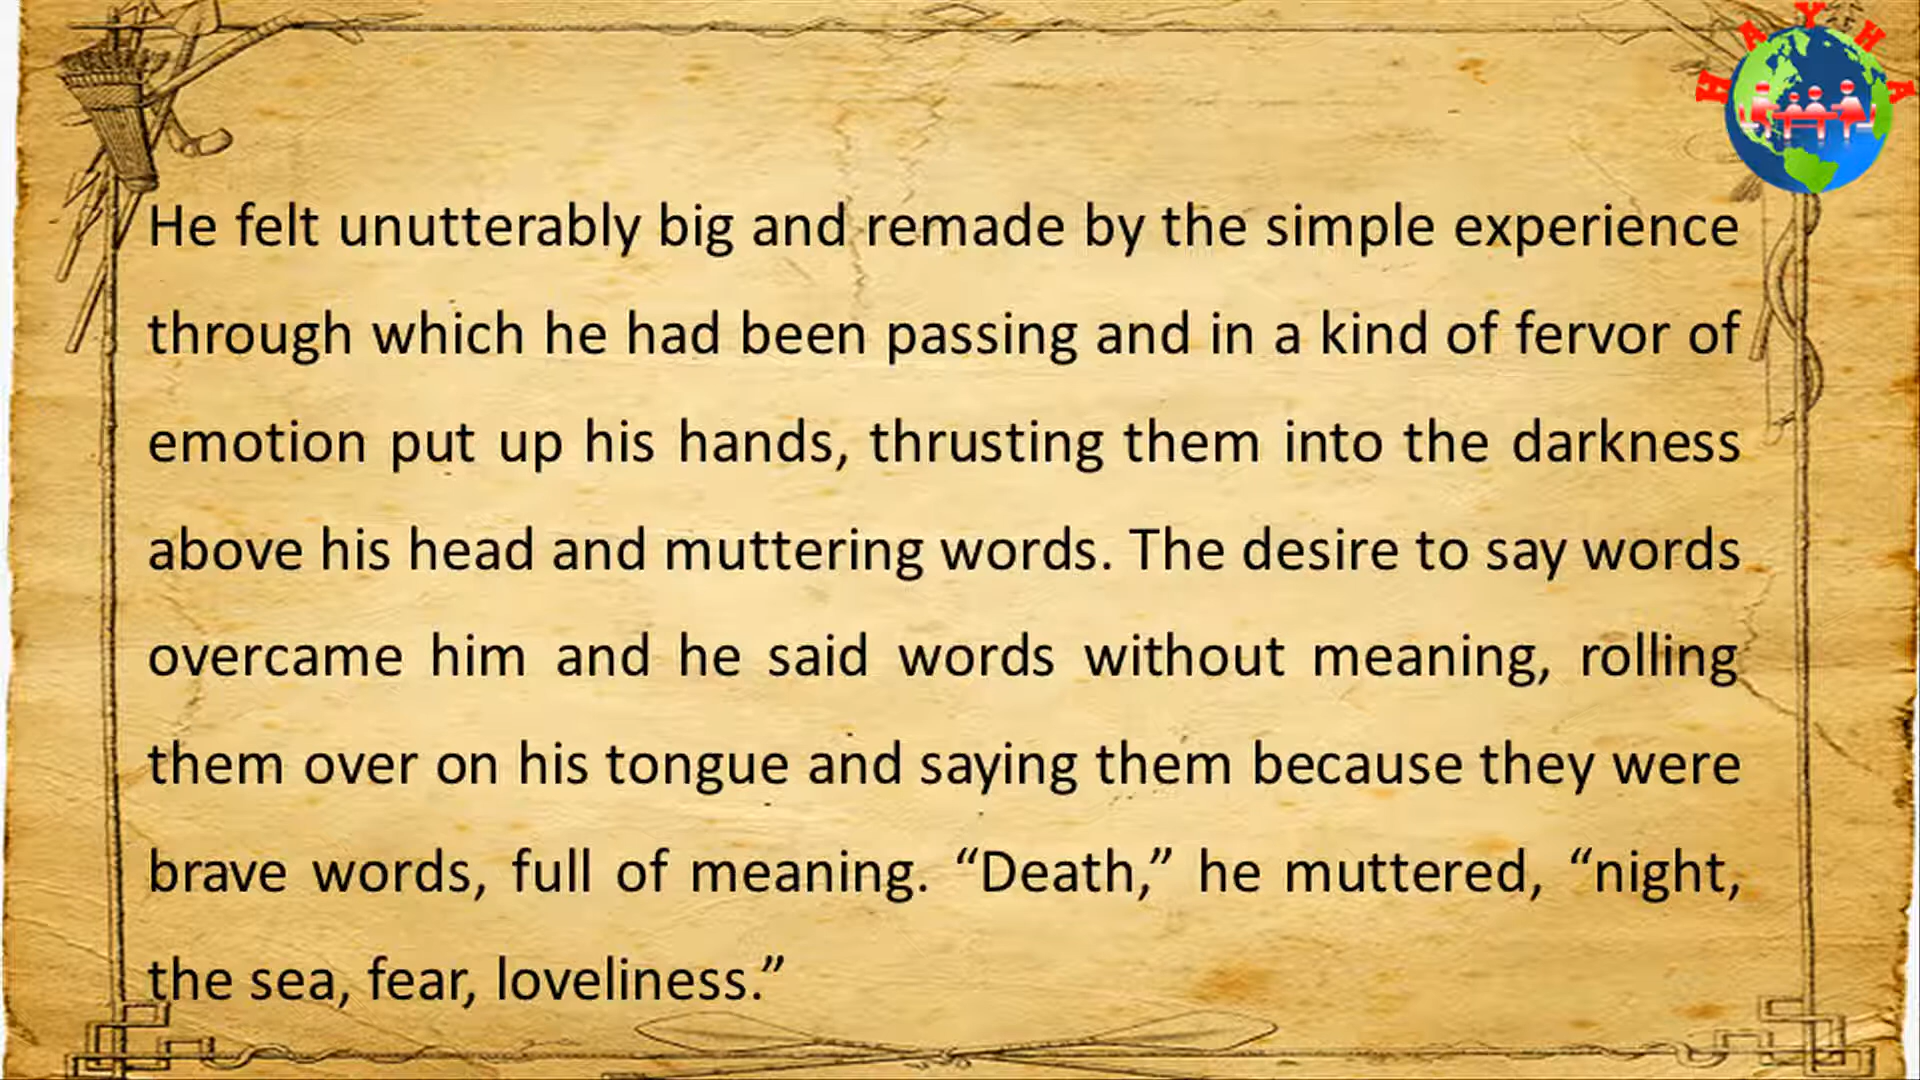 HAYHA
He felt unutterably big and remade by the simple experience
through which he had been passing and in a kind of fervor of
emotion put up his hands, thrusting them into the darkness
above his head and muttering words. The desire to say words
overcame him and he said words without meaning, rolling
them over on his tongue and saying them because they were
brave words, full of meaning. “Death,” he muttered, “night,
the sea, fear, loveliness.”